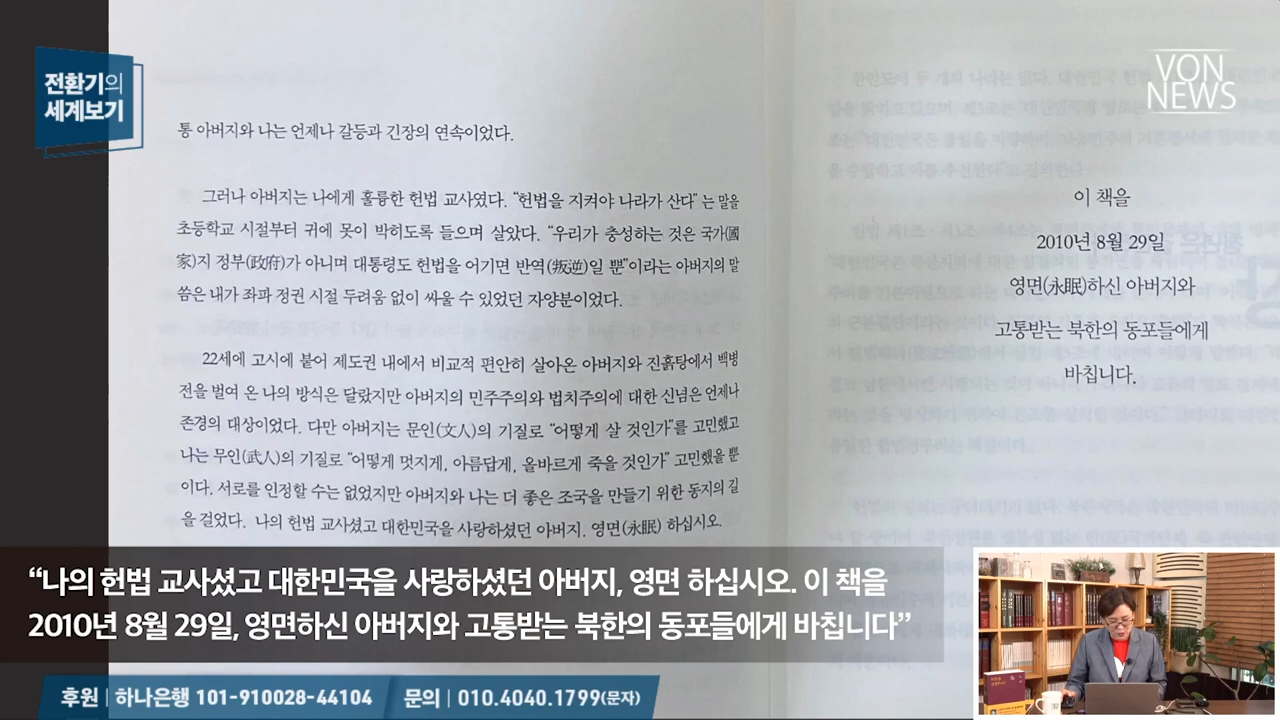 전환기의
세계보기
VON
NEWS
통 아버지와 나는 언제나 갈등과 긴장의 연속이었다.
그러나 아버지는 나에게 훌륭한 헌법 교사였다. “헌법을 지켜야 나라가 산다”는 말을
초등학교 시절부터 귀에 못이 박히도록 들으며 살았다. “우리가 충성하는 것은 국가(國
家)지 정부(政府)가 아니며 대통령도 헌법을 어기면 반역(叛逆)일 뿐”이라는 아버지의 말
씀은 내가 좌파 정권 시절 두려움 없이 싸울 수 있었던 자양분이었다.
22세에 고시에 붙어 제도권 내에서 비교적 편안히 살아온 아버지와 진흙탕에서 백병
전을 벌여 온 나의 방식은 달랐지만 아버지의 민주주의와 법치주의에 대한 신념은 언제나
존경의 대상이었다. 다만 아버지는 문인(文人)의 기질로 “어떻게 살 것인가”를 고민했고
나는 무인(武人)의 기질로 “어떻게 멋지게, 아름답게, 올바르게 죽을 것인가” 고민했을 뿐
이다. 서로를 인정할 수는 없었지만 아버지와 나는 더 좋은 조국을 만들기 위한 동지의 길
을 걸었다. 나의 헌법 교사셨고 대한민국을 사랑하셨던 아버지. 영면(永眠) 하십시오.
이 책을
2010년 8월 29일
영면(永眠)하신 아버지와
고통받는 북한의 동포들에게
바칩니다.
“나의 헌법 교사셨고 대한민국을 사랑하셨던 아버지, 영면 하십시오. 이 책을
2010년 8월 29일, 영면하신 아버지와 고통받는 북한의 동포들에게 바칩니다”
후원 | 하나은행 101-910028-44104 문의 | 010.4040.1799(문자)